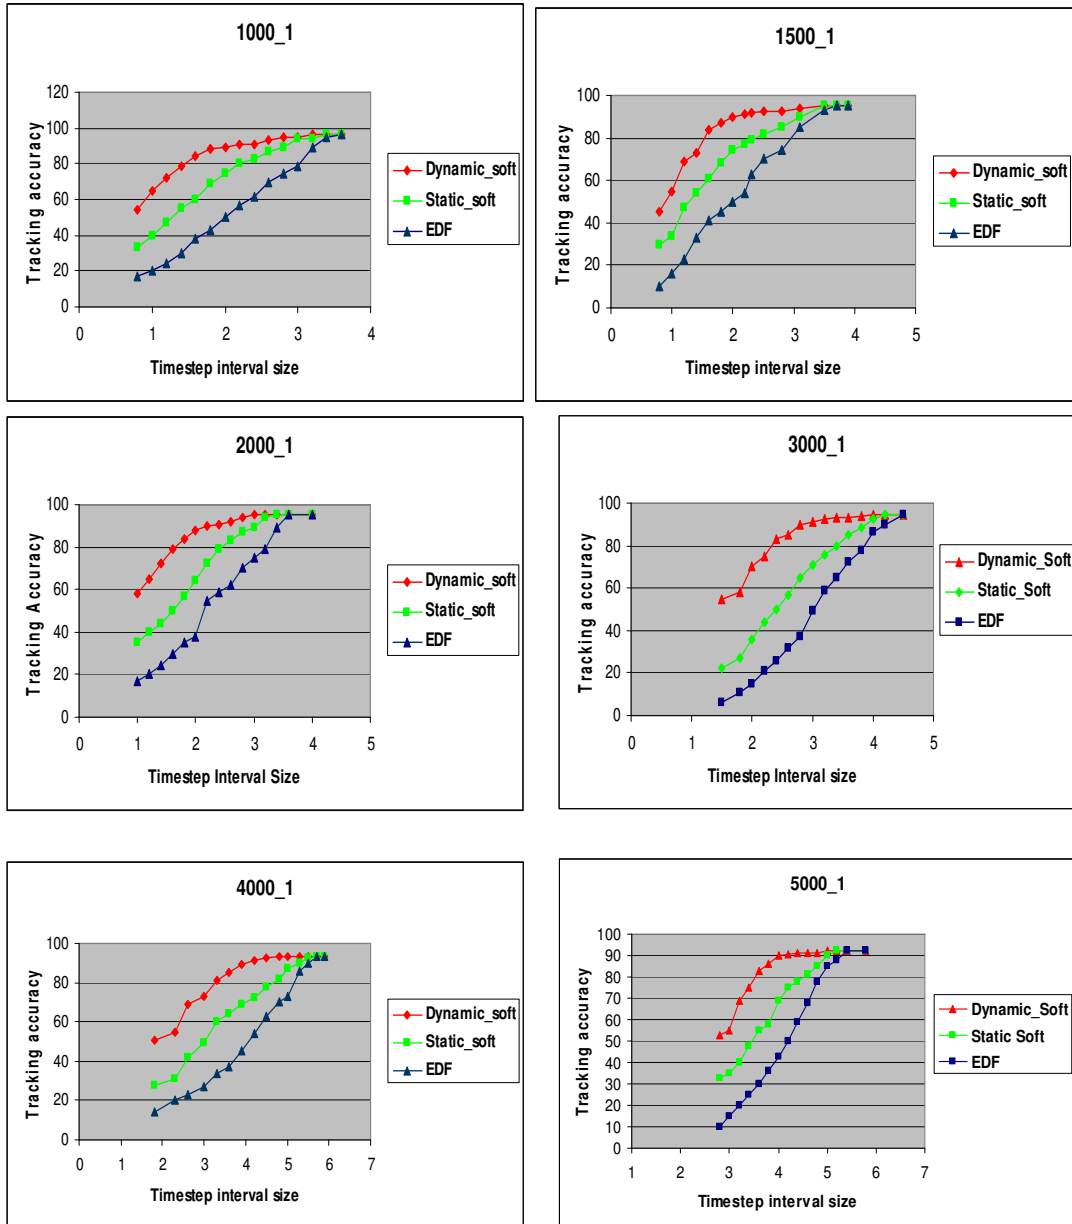 1000_1
120
100
80
60
40
20
0
0 1 2 3 4
Tracking accuracy
Timestep interval size
Dynamic_soft
Static_soft
EDF
1500_1
100
80
60
40
20
0
0 1 2 3 4 5
Tracking accuracy
Timestep interval size
Dynamic_soft
Static_soft
EDF
2000_1
100
80
60
40
20
0
0 1 2 3 4 5
Tracking Accuracy
Timestep Interval Size
Dynamic_soft
Static_soft
EDF
3000_1
100
80
60
40
20
0
0 1 2 3 4 5
Tracking accuracy
Timestep Interval size
Dynamic_Soft
Static_Soft
EDF
4000_1
100
80
60
40
20
0
0 1 2 3 4 5 6 7
Tracking accuracy
Timestep interval size
Dynamic_soft
Static_soft
EDF
5000_1
100
90
80
70
60
50
40
30
20
10
0
1 2 3 4 5 6 7
Tracking accuracy
Timestep interval size
Dynamic_Soft
Static Soft
EDF